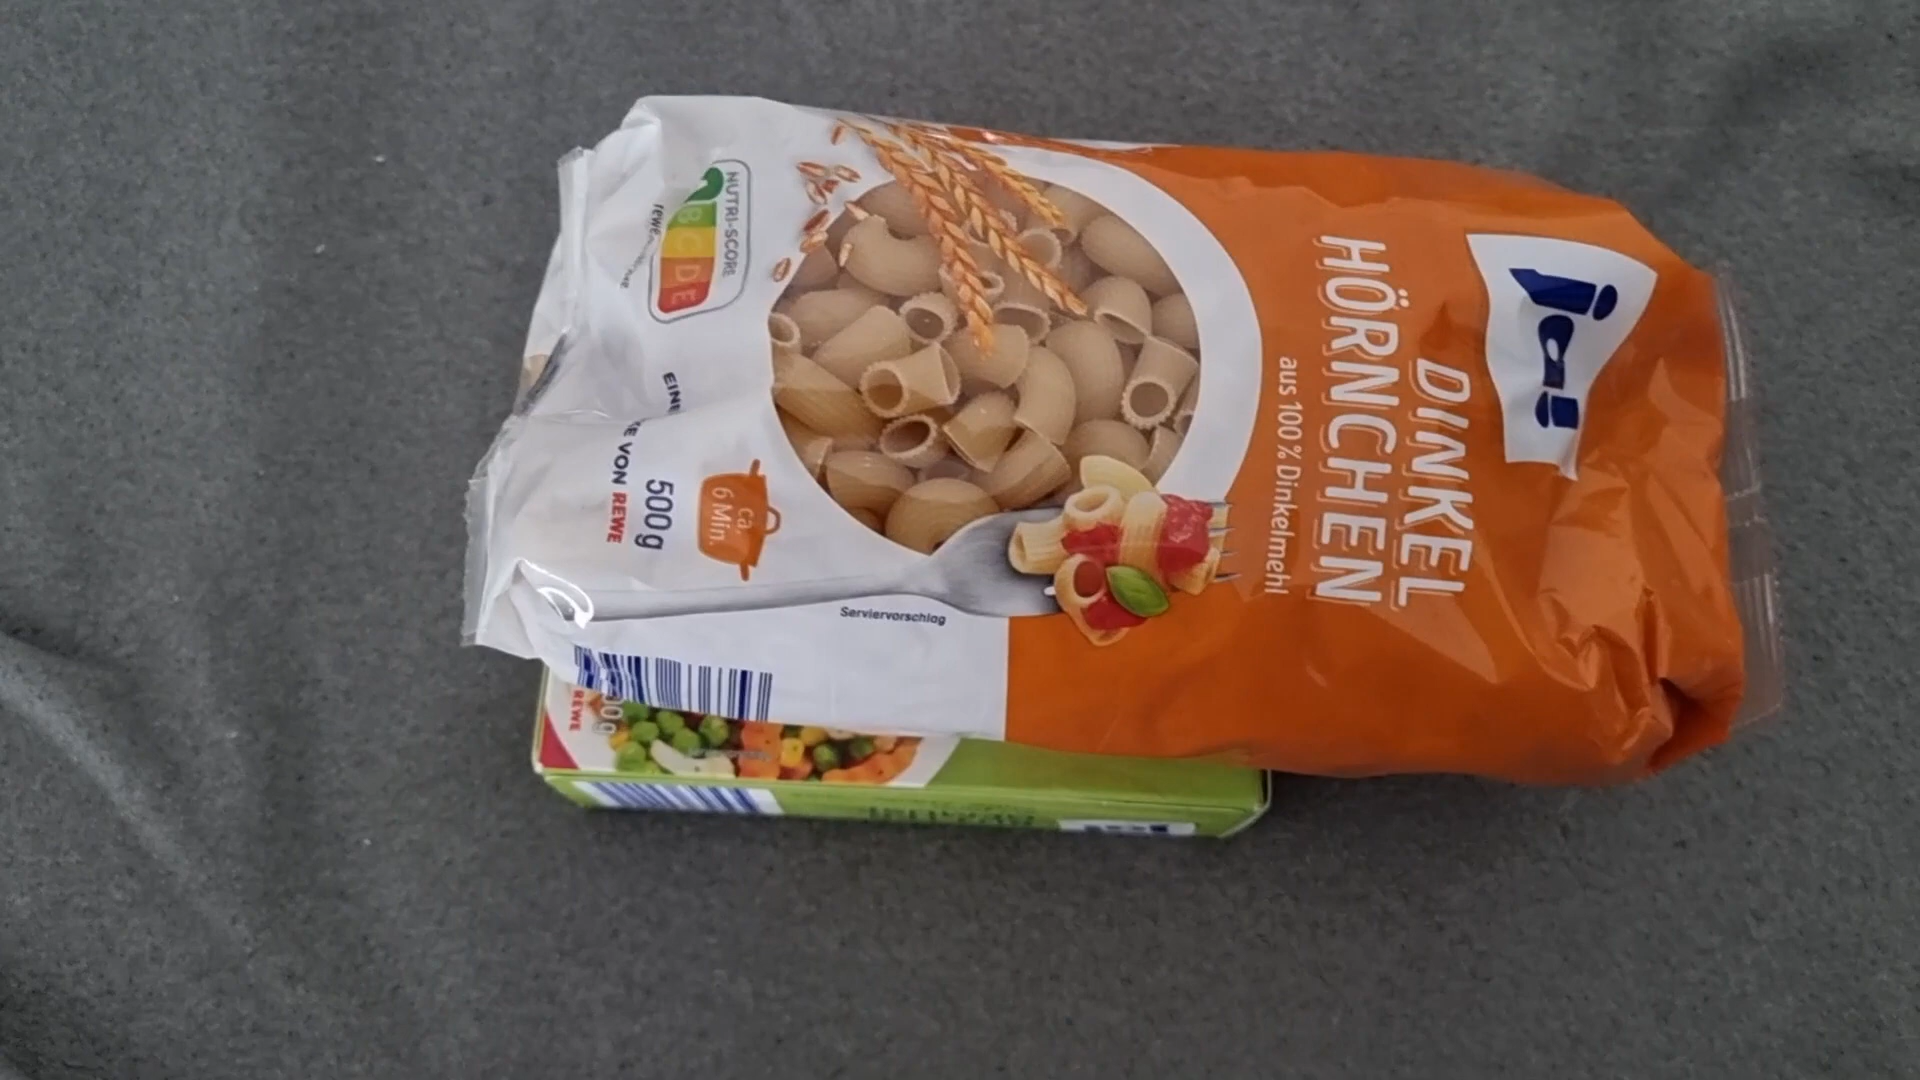 ja!
DINKEL
HÖRNCHEN
aus 100 % Dinkelmehl
Serviervorschlag
ca.
6 Min.
500 g
VON REWE
NUTRI-SCORE
B C D E
REWE